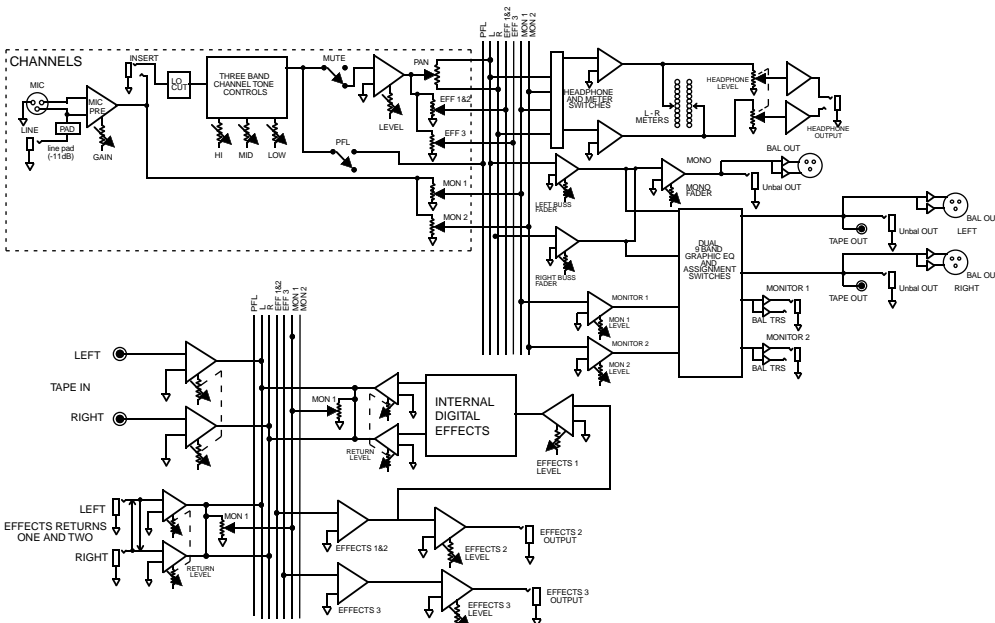 CHANNELS
MIC
LINE
PAD
line pad
(-11dB)
MIC
PRE
GAIN
INSERT
LO
CUT
THREE BAND
CHANNEL TONE
CONTROLS
HI
MID
LOW
MUTE
PFL
LEVEL
PAN
EFF 1&2
EFF 3
MON 1
MON 2
PFL
L
R
EFF 1&2
EFF 3
MON 1
MON 2
HEADPHONE
AND METER
SWITCHES
L - R
METERS
HEADPHONE
LEVEL
HEADPHONE
OUTPUT
LEFT BUSS
FADER
RIGHT BUSS
FADER
MONO
MONO
FADER
BAL OUT
Unbal OUT
DUAL
9 BAND
GRAPHIC EQ
AND
ASSIGNMENT
SWITCHES
TAPE OUT
Unbal OUT
BAL OUT
LEFT
TAPE OUT
Unbal OUT
BAL OUT
RIGHT
MONITOR 1
MON 1
LEVEL
MONITOR 2
MON 2
LEVEL
MONITOR 1
BAL TRS
MONITOR 2
BAL TRS
PFL
L
R
EFF 1&2
EFF 3
MON 1
MON 2
LEFT
TAPE IN
RIGHT
MON 1
RETURN
LEVEL
INTERNAL
DIGITAL
EFFECTS
EFFECTS 1
LEVEL
LEFT
EFFECTS RETURNS
ONE AND TWO
RIGHT
MON 1
RETURN
LEVEL
EFFECTS 1&2
EFFECTS 2
LEVEL
EFFECTS 2
OUTPUT
EFFECTS 3
EFFECTS 3
LEVEL
EFFECTS 3
OUTPUT